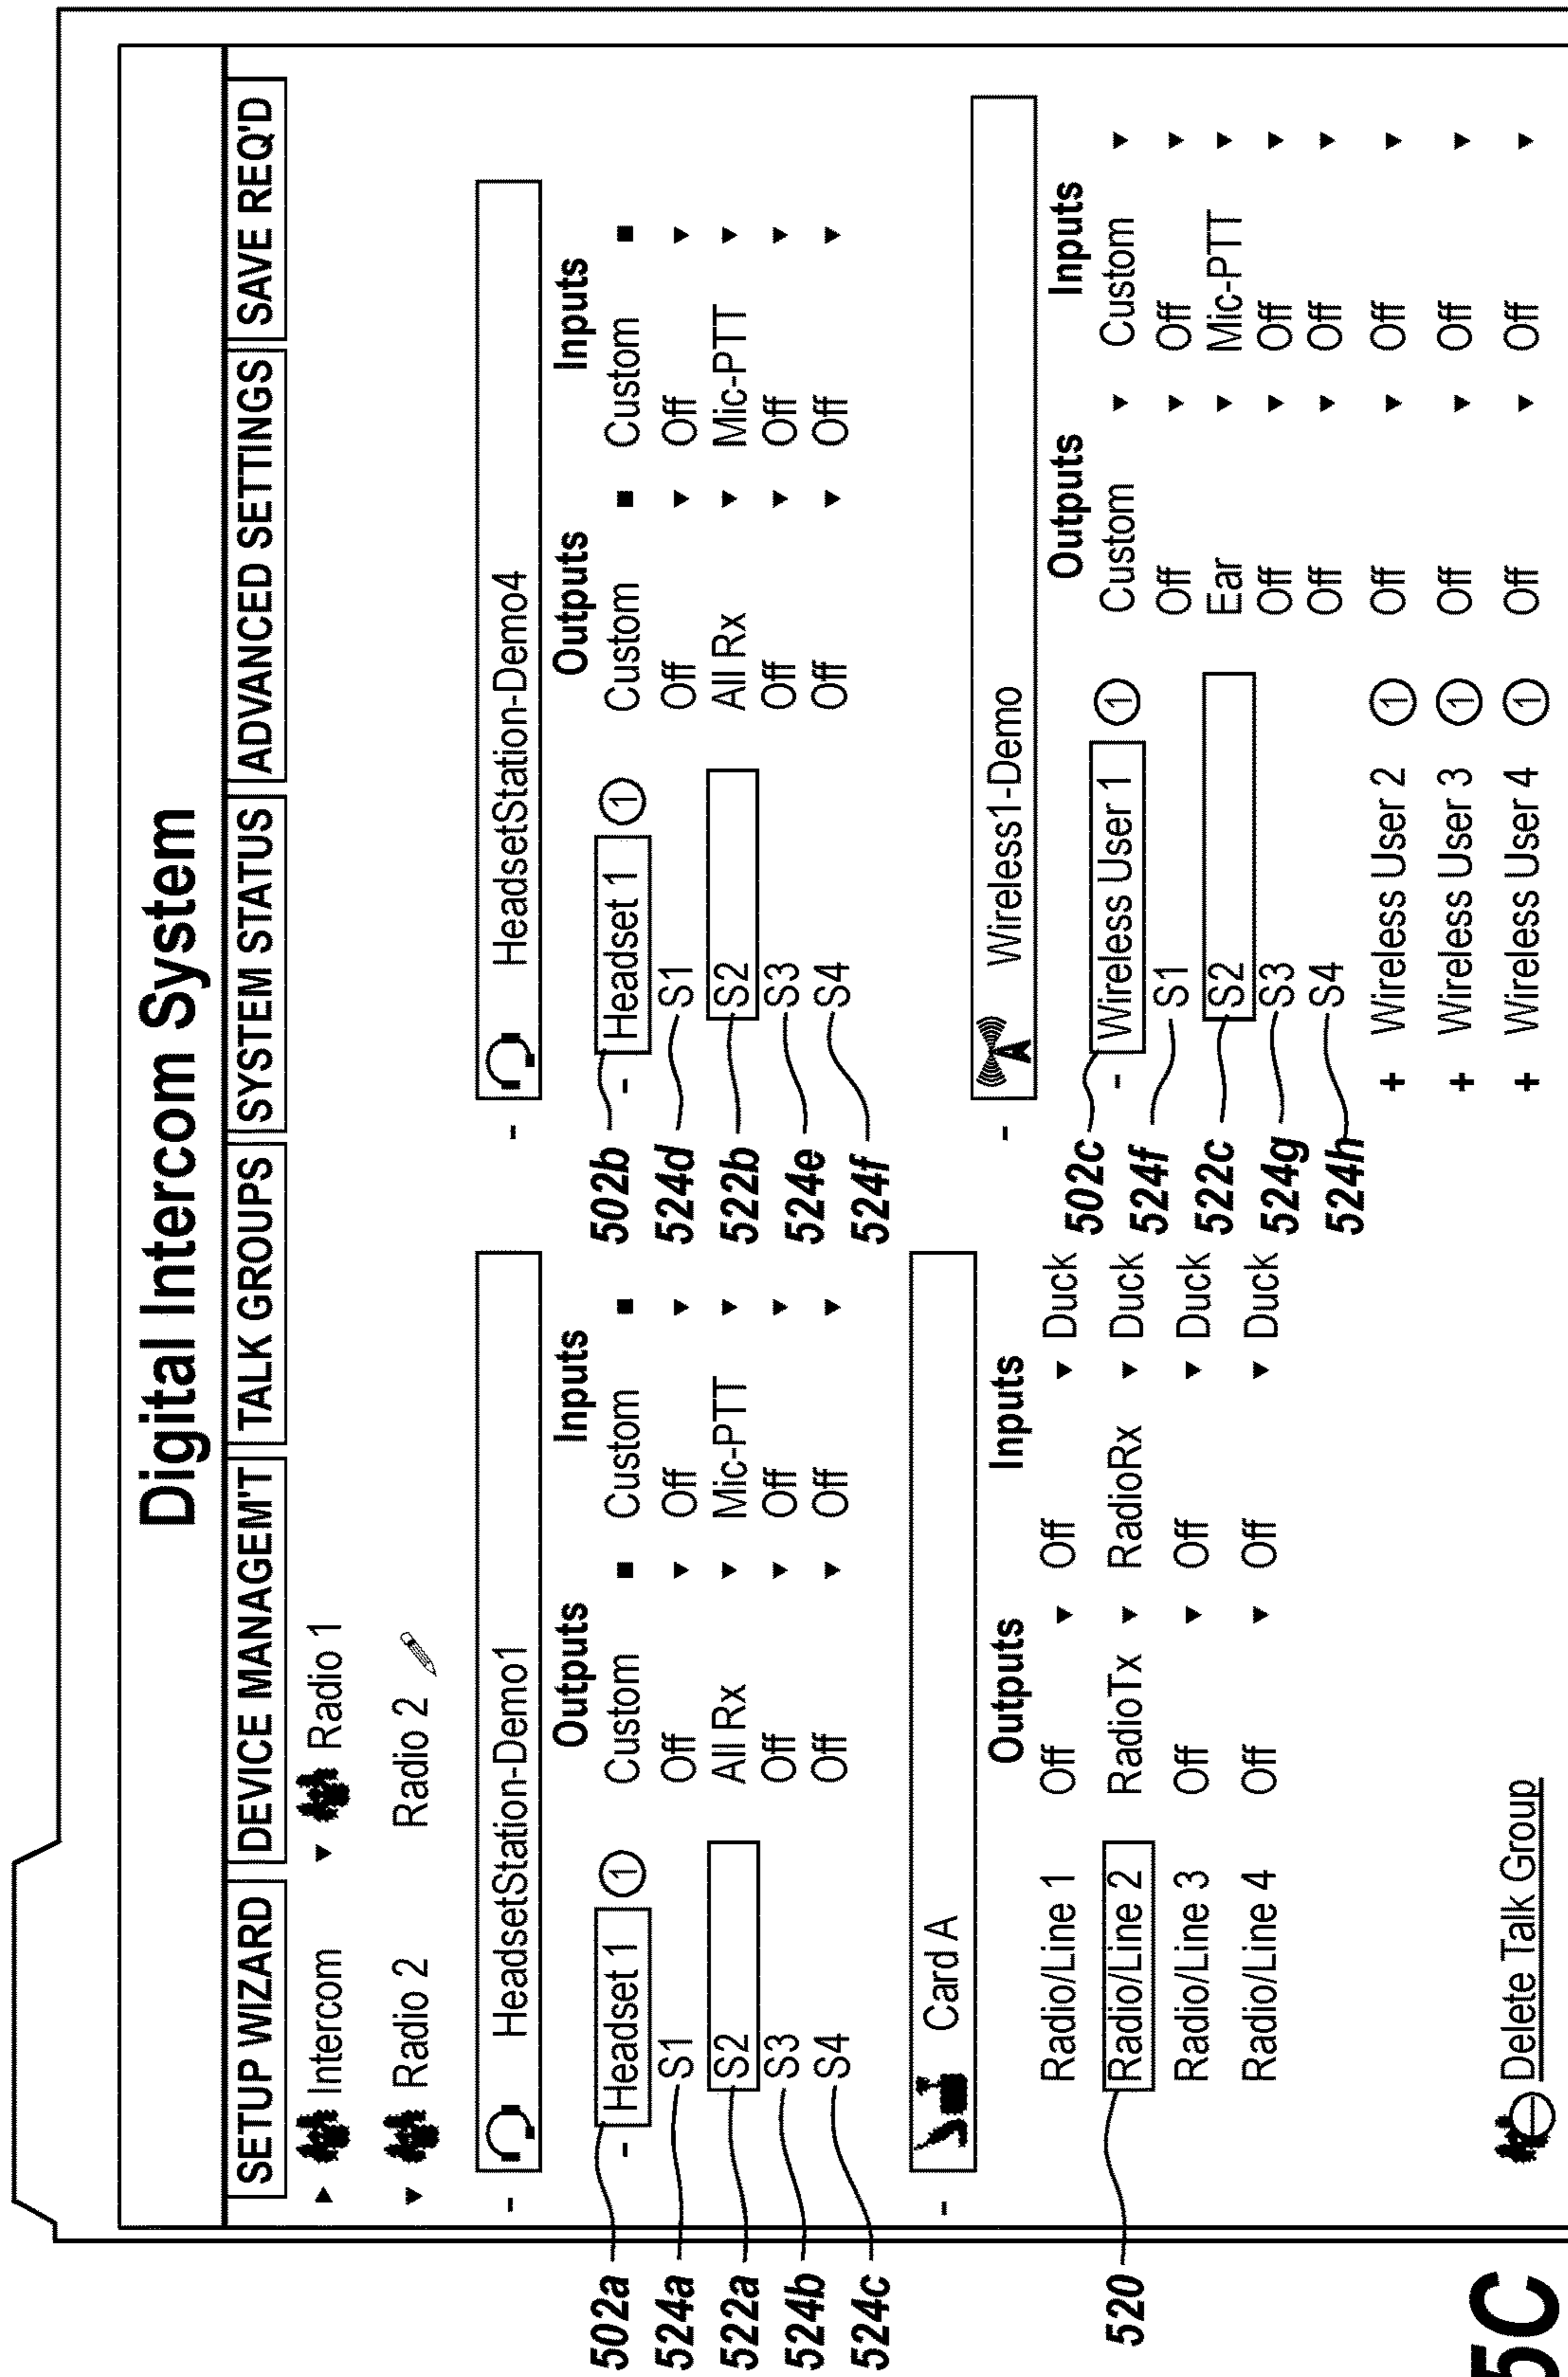 Digital Intercom System
SETUP WIZARD DEVICE MANAGEM'T TALK GROUPS SYSTEM STATUS ADVANCED SETTINGS SAVE REQ'D
Intercom Radio 1
Radio 2 Radio 2
- HeadsetStation-Demo1
Outputs Inputs
502a - Headset 1 1 Custom Custom
524a S1 Off Off
522a S2 All Rx Mic-PTT
524b S3 Off Off
524c S4 Off Off
- Card A
Outputs Inputs
Radio/Line 1 Off Off Duck
520 Radio/Line 2 RadioTx RadioRx Duck
Radio/Line 3 Off Off Duck
Radio/Line 4 Off Off Duck
Delete Talk Group
- HeadsetStation-Demo4
Outputs Inputs
502b - Headset 1 1 Custom Custom
524d S1 Off Off
522b S2 All Rx Mic-PTT
524e S3 Off Off
524f S4 Off Off
- A Wireless1-Demo
Outputs Inputs
502c - Wireless User 1 1 Custom Custom
524f S1 Off Off
522c S2 Ear Mic-PTT
524g S3 Off Off
524h S4 Off Off
+ Wireless User 2 1 Off Off
+ Wireless User 3 1 Off Off
+ Wireless User 4 1 Off Off
5C